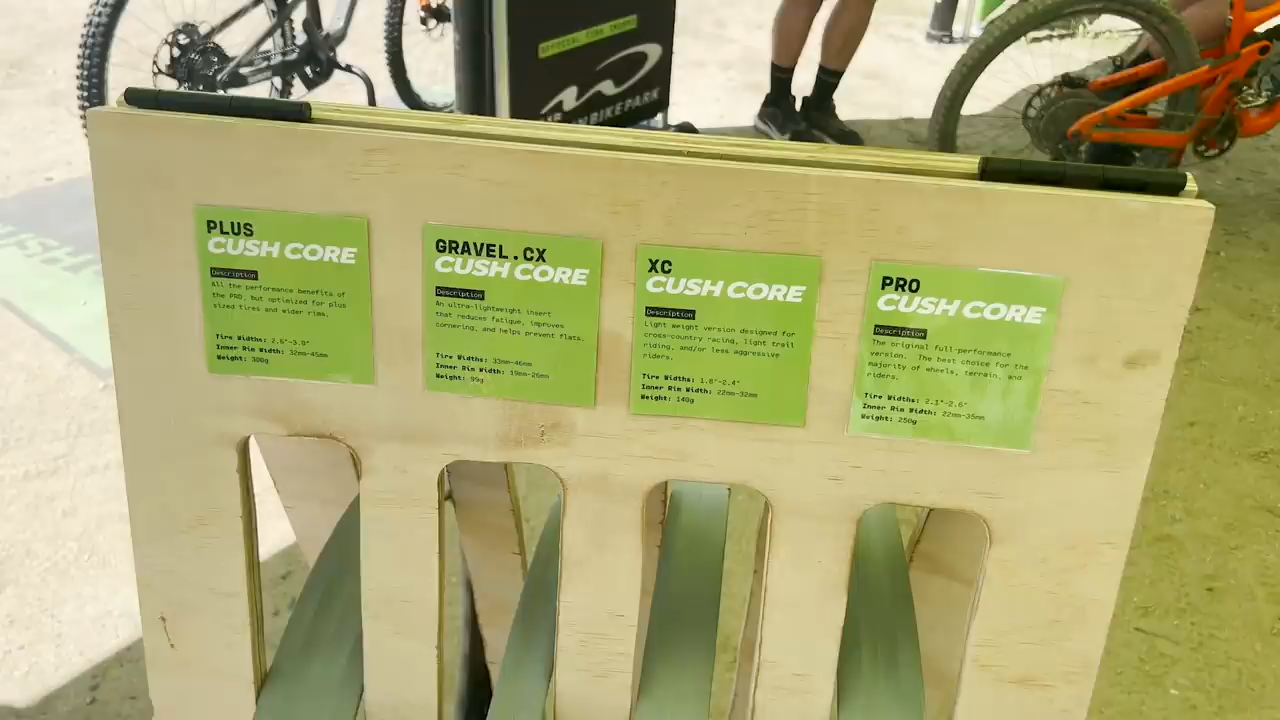 OFFICIAL CUSH
BIKEPARK
PLUS
CUSH CORE
Description
All the performance benefits of
the PRO, but optimized for plus
sized tires and wider rims.
Tire Widths: 2.6"-3.0"
Inner Rim Width: 32mm-45mm
Weight: 300g
GRAVEL.CX
CUSH CORE
Description
An ultra-lightweight insert
that reduces fatigue, improves
cornering, and helps prevent flats.
Tire Widths: 33mm-46mm
Inner Rim Width: 19mm-26mm
Weight: 99g
XC
CUSH CORE
Description
Light weight version designed for
cross-country racing, light trail
riding, and/or less aggressive
riders.
Tire Widths: 1.8"-2.4"
Inner Rim Width: 22mm-32mm
Weight: 140g
PRO
CUSH CORE
Description
The original full-performance
version. The best choice for the
majority of wheels, terrain, and
riders.
Tire Widths: 2.1"-2.6"
Inner Rim Width: 22mm-35mm
Weight: 250g